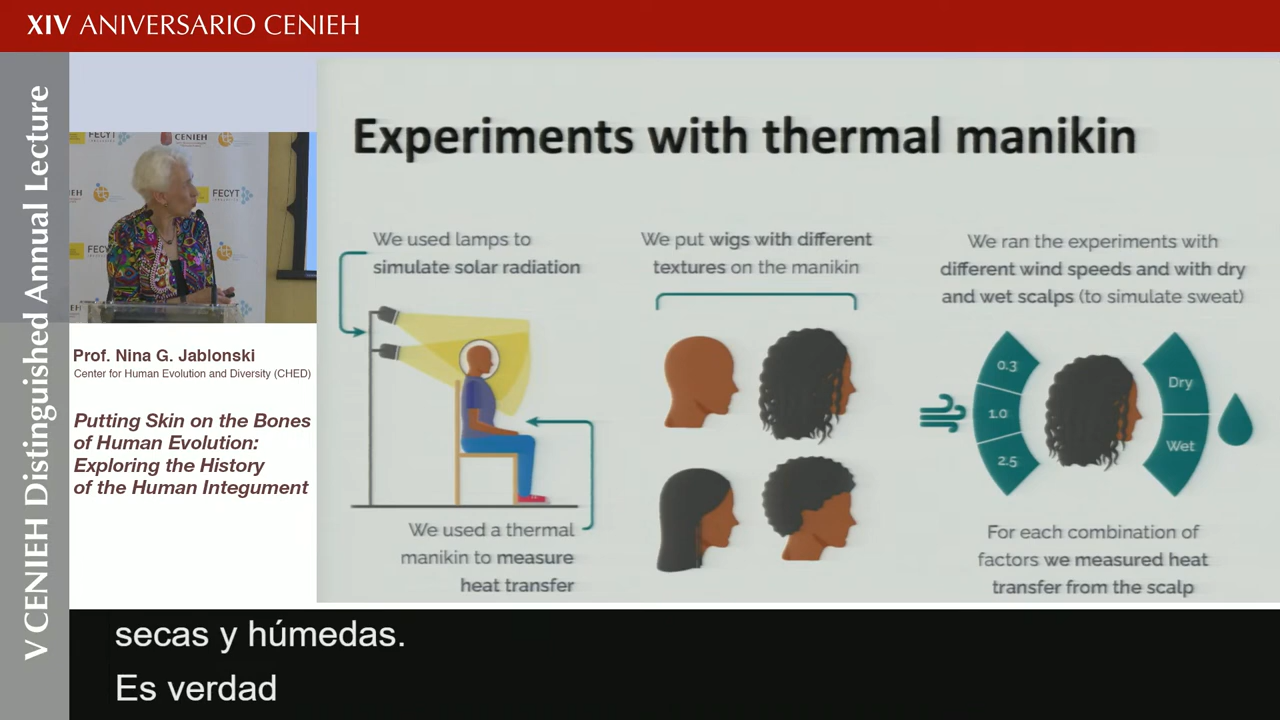 XIV ANIVERSARIO CENIEH
V CENIEH Distinguished Annual Lecture
FECYT
CENIEH
FECYT
FECYT
Prof. Nina G. Jablonski
Center for Human Evolution and Diversity (CHED)
Putting Skin on the Bones
of Human Evolution:
Exploring the History
of the Human Integument
Experiments with thermal manikin
We used lamps to
simulate solar radiation
We used a thermal
manikin to measure
heat transfer
We put wigs with different
textures on the manikin
We ran the experiments with
different wind speeds and with dry
and wet scalps (to simulate sweat)
0.3
1.0
2.5
Dry
Wet
For each combination of
factors we measured heat
transfer from the scalp
secas y húmedas.
Es verdad